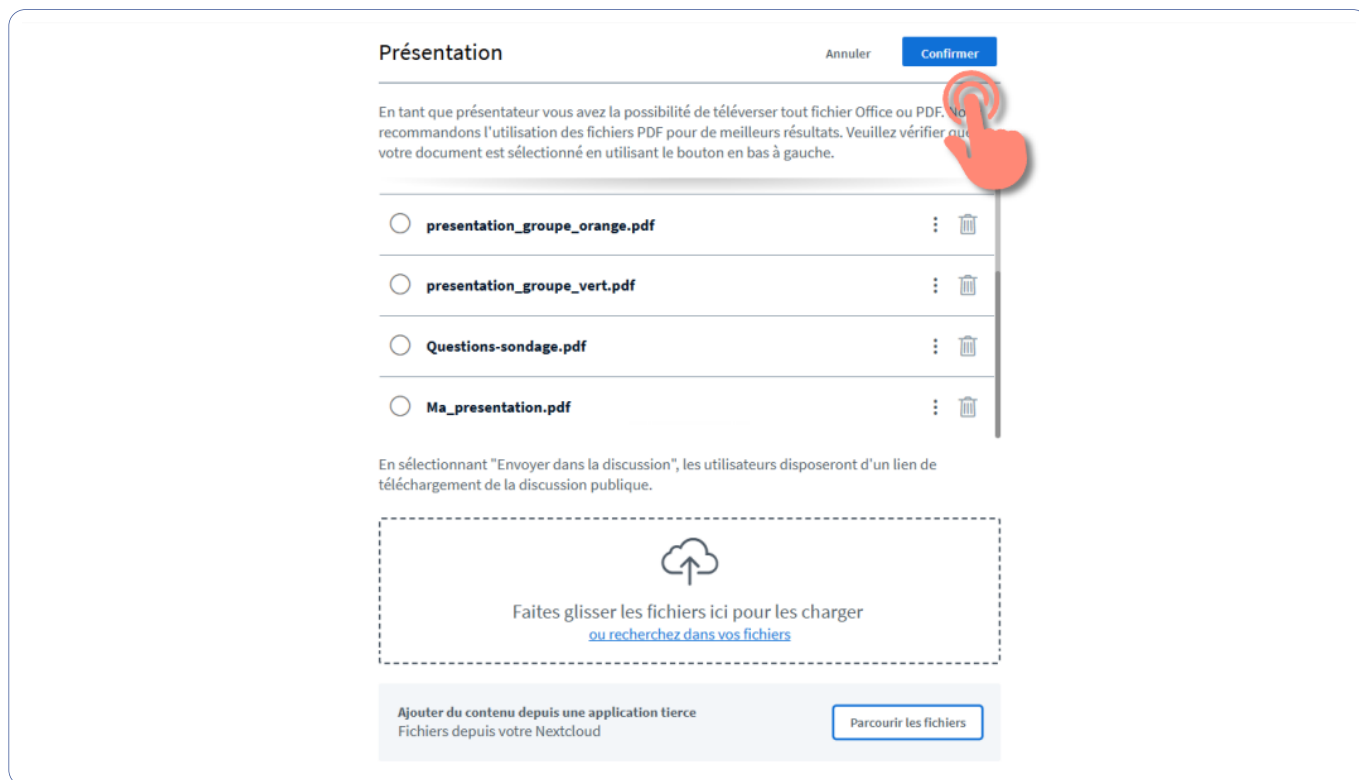 Présentation
Annuler
Confirmer
En tant que présentateur vous avez la possibilité de téléverser tout fichier Office ou PDF.
recommandons l'utilisation des fichiers PDF pour de meilleurs résultats. Veuillez vérifier que
votre document est sélectionné en utilisant le bouton en bas à gauche.
presentation_groupe_orange.pdf
presentation_groupe_vert.pdf
Questions-sondage.pdf
Ma_presentation.pdf
En sélectionnant "Envoyer dans la discussion", les utilisateurs disposeront d'un lien de
téléchargement de la discussion publique.
Faites glisser les fichiers ici pour les charger
ou recherchez dans vos fichiers
Ajouter du contenu depuis une application tierce
Fichiers depuis votre Nextcloud
Parcourir les fichiers